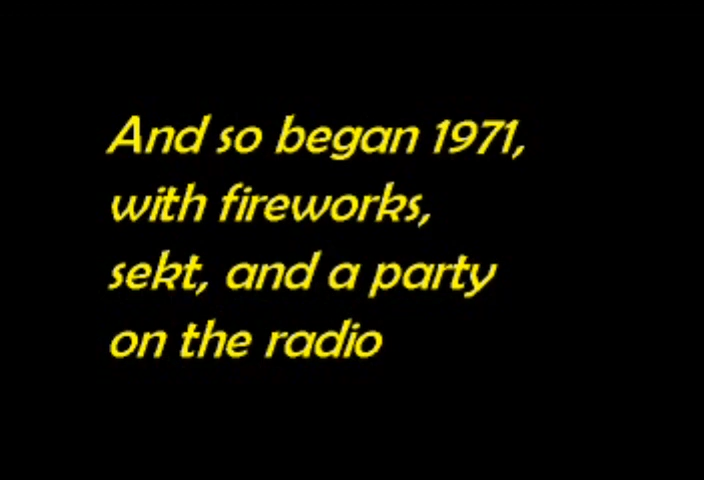 And so began 1971,
with fireworks,
sekt, and a party
on the radio